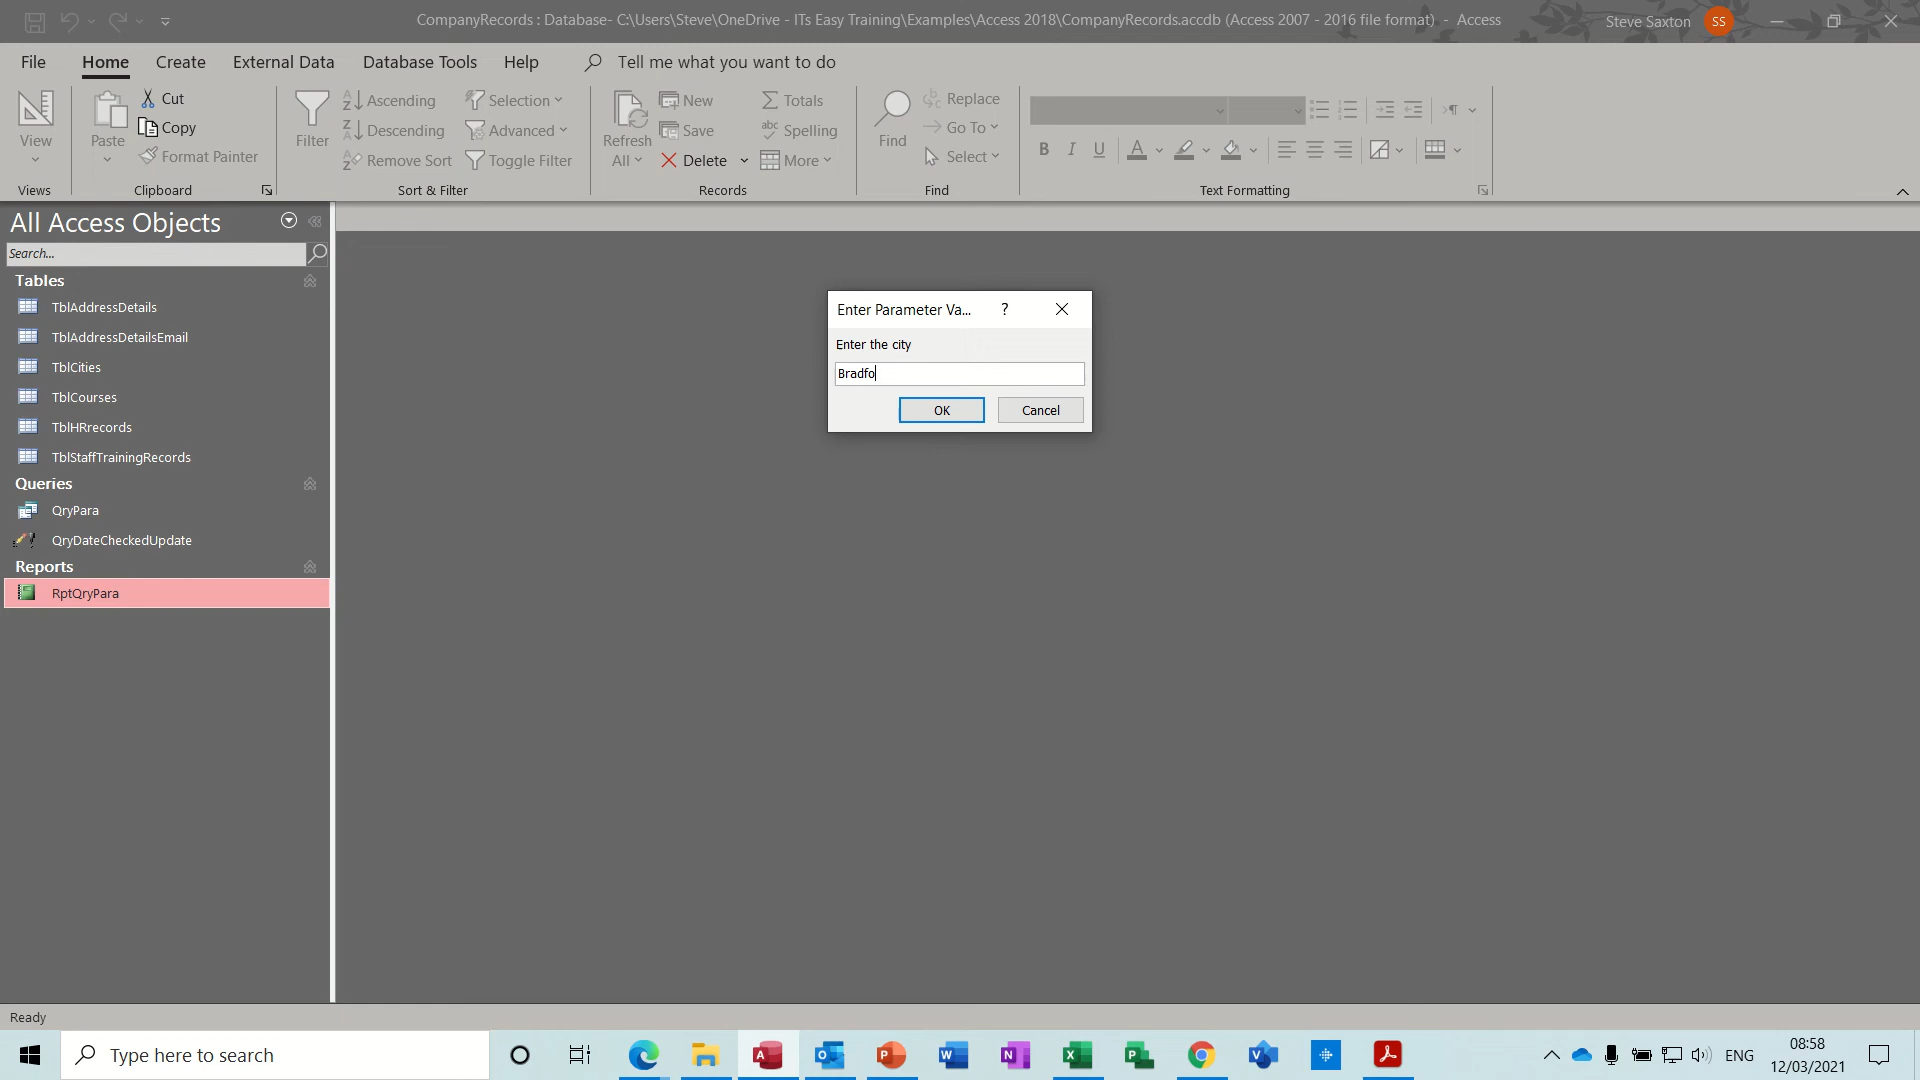 CompanyRecords : Database- C:\Users\Steve\OneDrive - ITs Easy Training\Examples\Access 2018\CompanyRecords.accdb (Access 2007 - 2016 file format) - Access
Steve Saxton
SS
File
Home
Create
External Data
Database Tools
Help
Tell me what you want to do
View
Views
Paste
Cut
Copy
Format Painter
Clipboard
Filter
Ascending
Descending
Remove Sort
Selection
Advanced
Toggle Filter
Sort & Filter
Refresh
All
New
Save
Delete
Totals
Spelling
More
Records
Find
Replace
Go To
Select
Find
B I U A
Text Formatting
All Access Objects
Search...
Tables
TblAddressDetails
TblAddressDetailsEmail
TblCities
TblCourses
TblHRrecords
TblStaffTrainingRecords
Queries
QryPara
QryDateCheckedUpdate
Reports
RptQryPara
Enter Parameter Va...
?
Enter the city
Bradfo
OK
Cancel
Ready
Type here to search
ENG
08:58
12/03/2021